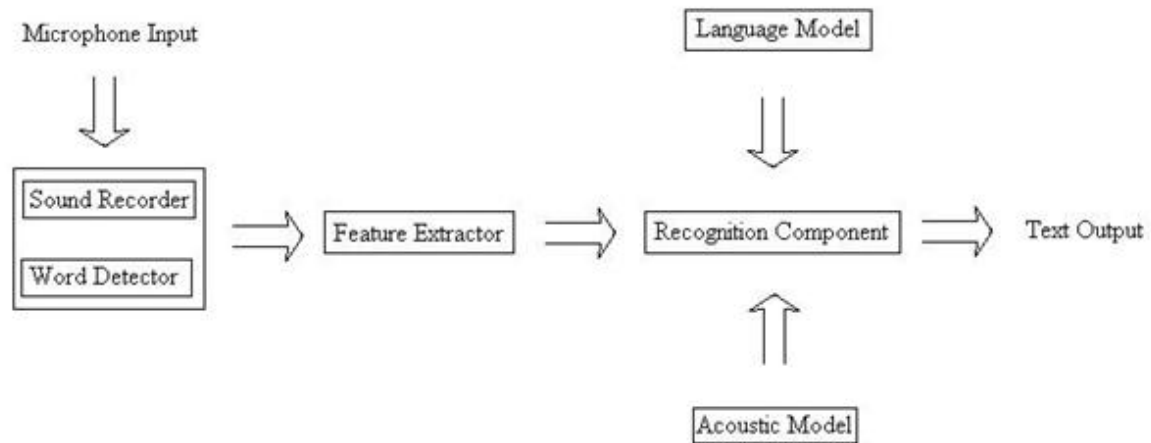 Microphone Input
Language Model
Sound Recorder
Word Detector
Feature Extractor
Recognition Component
Text Output
Acoustic Model